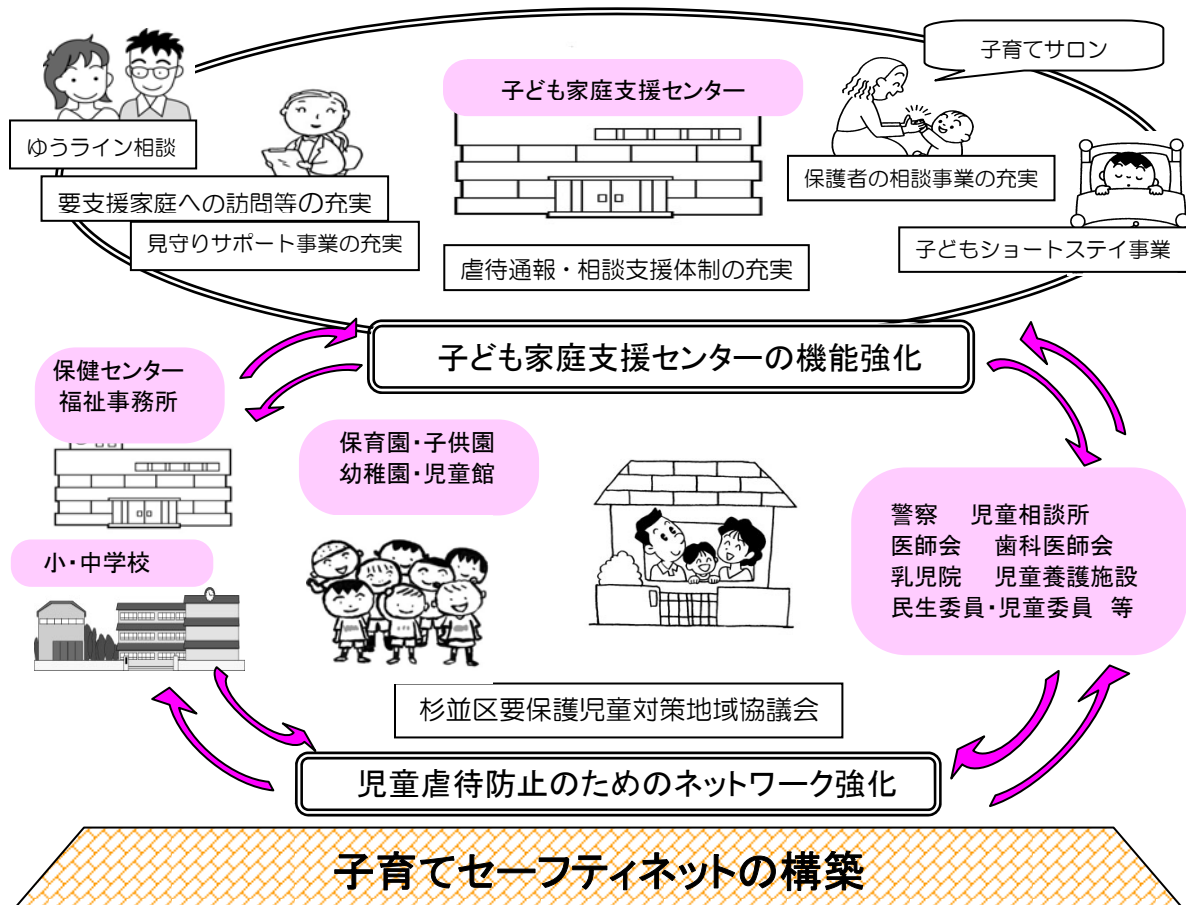 子育てサロン
子ども家庭支援センター
ゆうライン相談
要支援家庭への訪問等の充実
見守りサポート事業の充実
保護者の相談事業の充実
子どもショートステイ事業
虐待通報・相談支援体制の充実
子ども家庭支援センターの機能強化
保健センター
福祉事務所
保育園・子供園
幼稚園・児童館
小・中学校
警察 児童相談所
医師会 歯科医師会
乳児院 児童養護施設
民生委員・児童委員 等
杉並区要保護児童対策地域協議会
児童虐待防止のためのネットワーク強化
子育てセーフティネットの構築